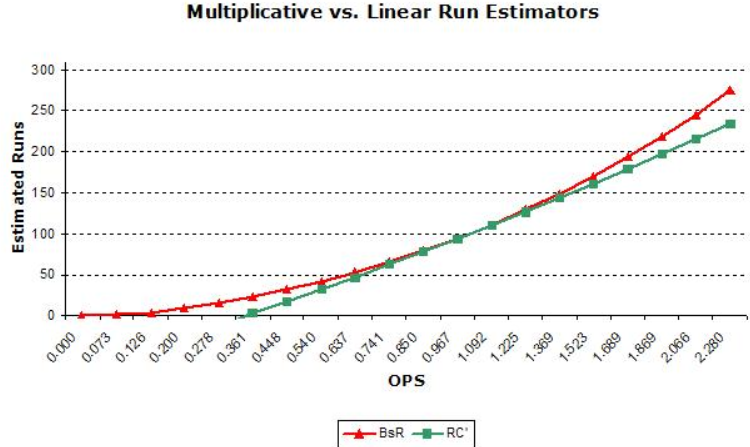 Multiplicative vs. Linear Run Estimators
300
250
200
150
100
50
0
Estimated Runs
0.000 0.073 0.126 0.200 0.278 0.361 0.448 0.540 0.637 0.741 0.850 0.967 1.092 1.225 1.369 1.523 1.689 1.869 2.066 2.280
OPS
BsR RC'